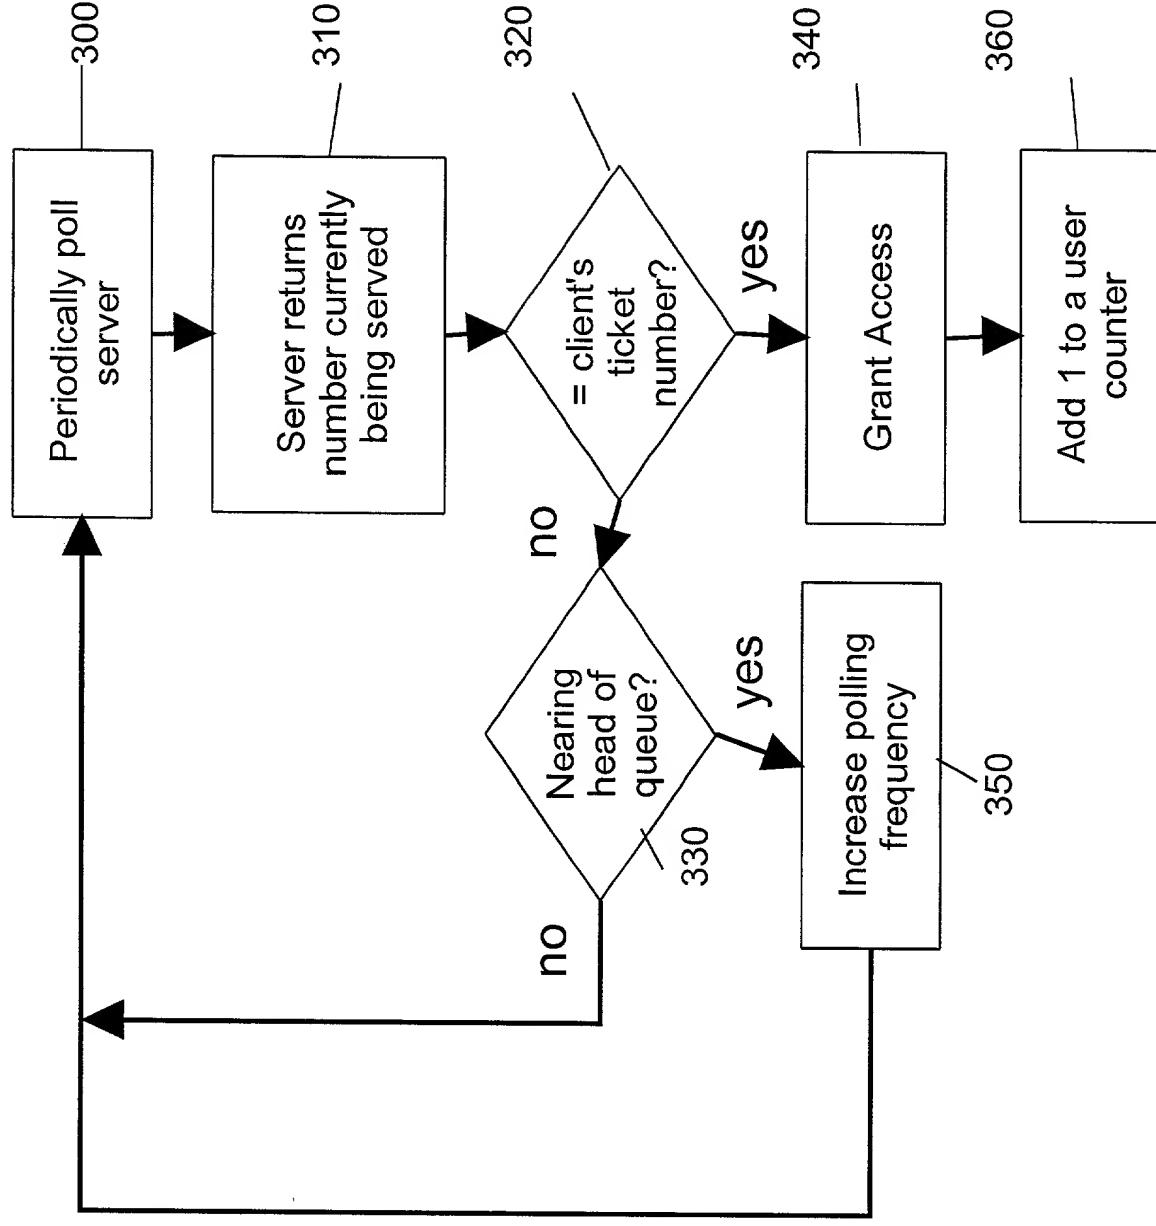 Periodically poll
server
300
Server returns
number currently
being served
310
= client's
ticket
number?
320
no
yes
Nearing
head of
queue?
330
no
yes
Grant Access
340
Increase polling
frequency
350
Add 1 to a user
counter
360